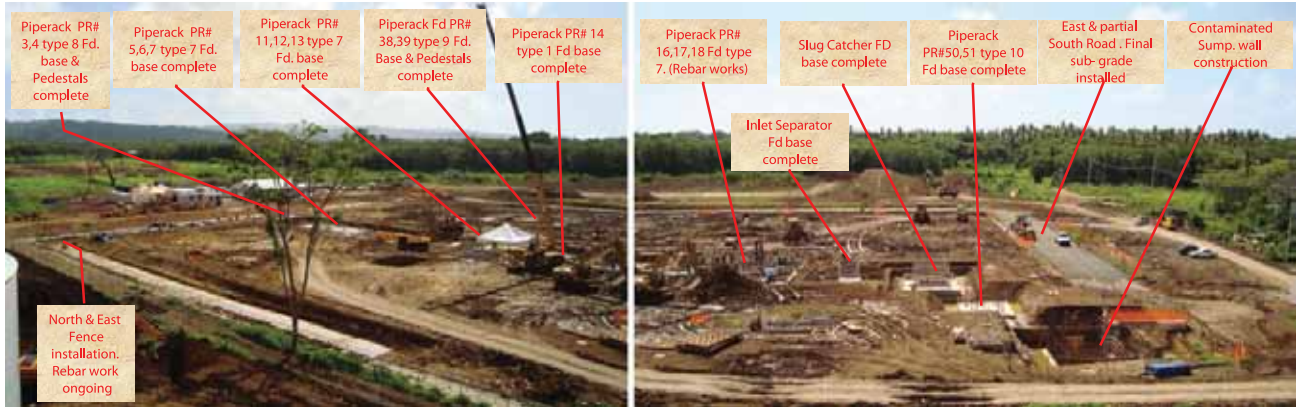 Piperack PR#
3,4 type 8 Fd.
base &
Pedestals
complete
Piperack PR#
5,6,7 type 7 Fd.
base complete
Piperack PR#
11,12,13 type 7
Fd. base
complete
Piperack Fd PR#
38,39 type 9 Fd.
Base & Pedestals
complete
Piperack PR# 14
type 1 Fd base
complete
North & East
Fence
installation.
Rebar work
ongoing
Piperack PR#
16,17,18 Fd type
7. (Rebar works)
Inlet Separator
Fd base
complete
Slug Catcher FD
base complete
Piperack
PR#50,51 type 10
Fd base complete
East & partial
South Road . Final
sub- grade
installed
Contaminated
Sump. wall
construction